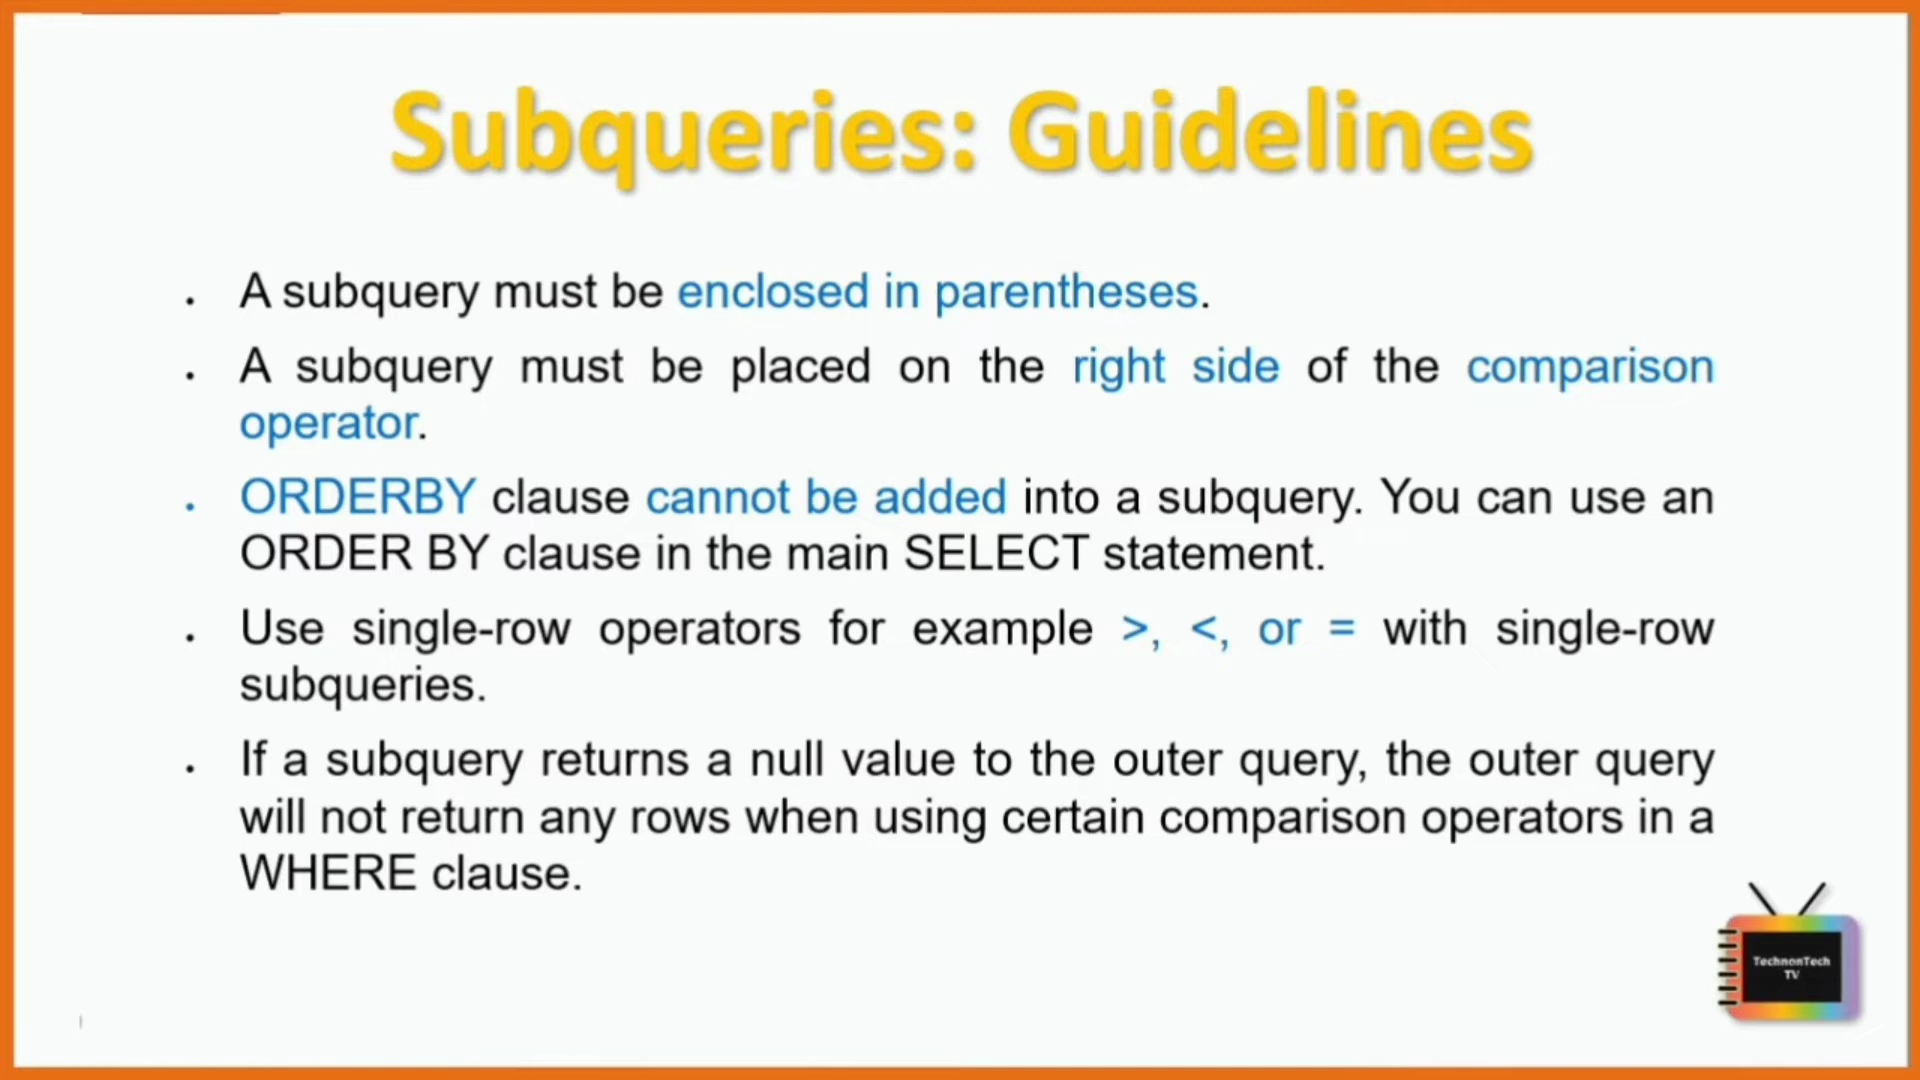 Subqueries: Guidelines
. A subquery must be enclosed in parentheses.
. A subquery must be placed on the right side of the comparison
operator.
. ORDERBY clause cannot be added into a subquery. You can use an
ORDER BY clause in the main SELECT statement.
. Use single-row operators for example >, <, or = with single-row
subqueries.
. If a subquery returns a null value to the outer query, the outer query
will not return any rows when using certain comparison operators in a
WHERE clause.
TechnonTech
TV